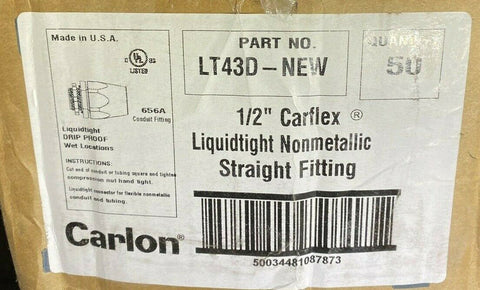 Made in U.S.A.
UL
LISTED
656A
Conduit Fitting
Liquidtight
DRIP PROOF
Wet Locations
INSTRUCTIONS:
Cut end of conduit or tubing square and tighten
compression nut hand tight.
Liquidtight connector for flexible nonmetallic
conduit and tubing.
Carlon®
PART NO.
LT43D-NEW
QUANTITY
50
1/2" Carflex ®
Liquidtight Nonmetallic
Straight Fitting
50034481087873